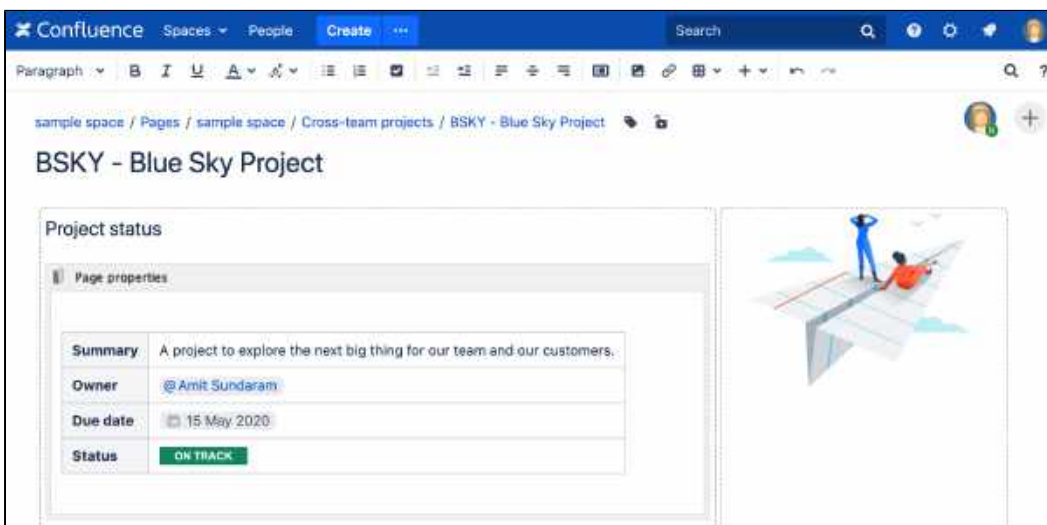 Confluence Spaces People Create ••• Search
Paragraph B I U A
sample space / Pages / sample space / Cross-team projects / BSKY - Blue Sky Project
BSKY - Blue Sky Project
Project status
Page properties
Summary A project to explore the next big thing for our team and our customers.
Owner @Amit Sundaram
Due date 15 May 2020
Status ON TRACK